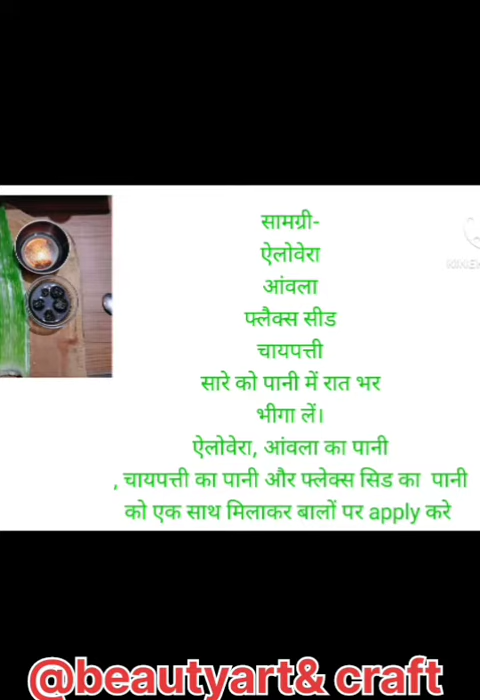 सामग्री-
ऐलोवेरा
आंवला
फ्लैक्स सीड
चायपत्ती
सारे को पानी में रात भर
भीगा लें।
ऐलोवेरा, आंवला का पानी
, चायपत्ती का पानी और फ्लेक्स सिड का पानी
को एक साथ मिलाकर बालों पर apply करे
@beautyart& craft